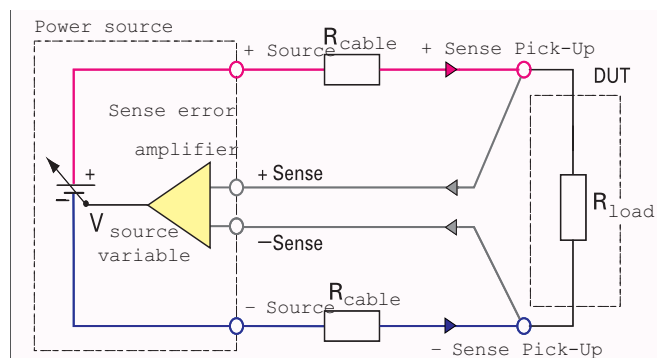 Power source
+ Source
Rcable
+ Sense Pick-Up
DUT
Sense error
amplifier
+ Sense
+
−
V
source
variable
− Sense
Rload
− Source
Rcable
− Sense Pick-Up